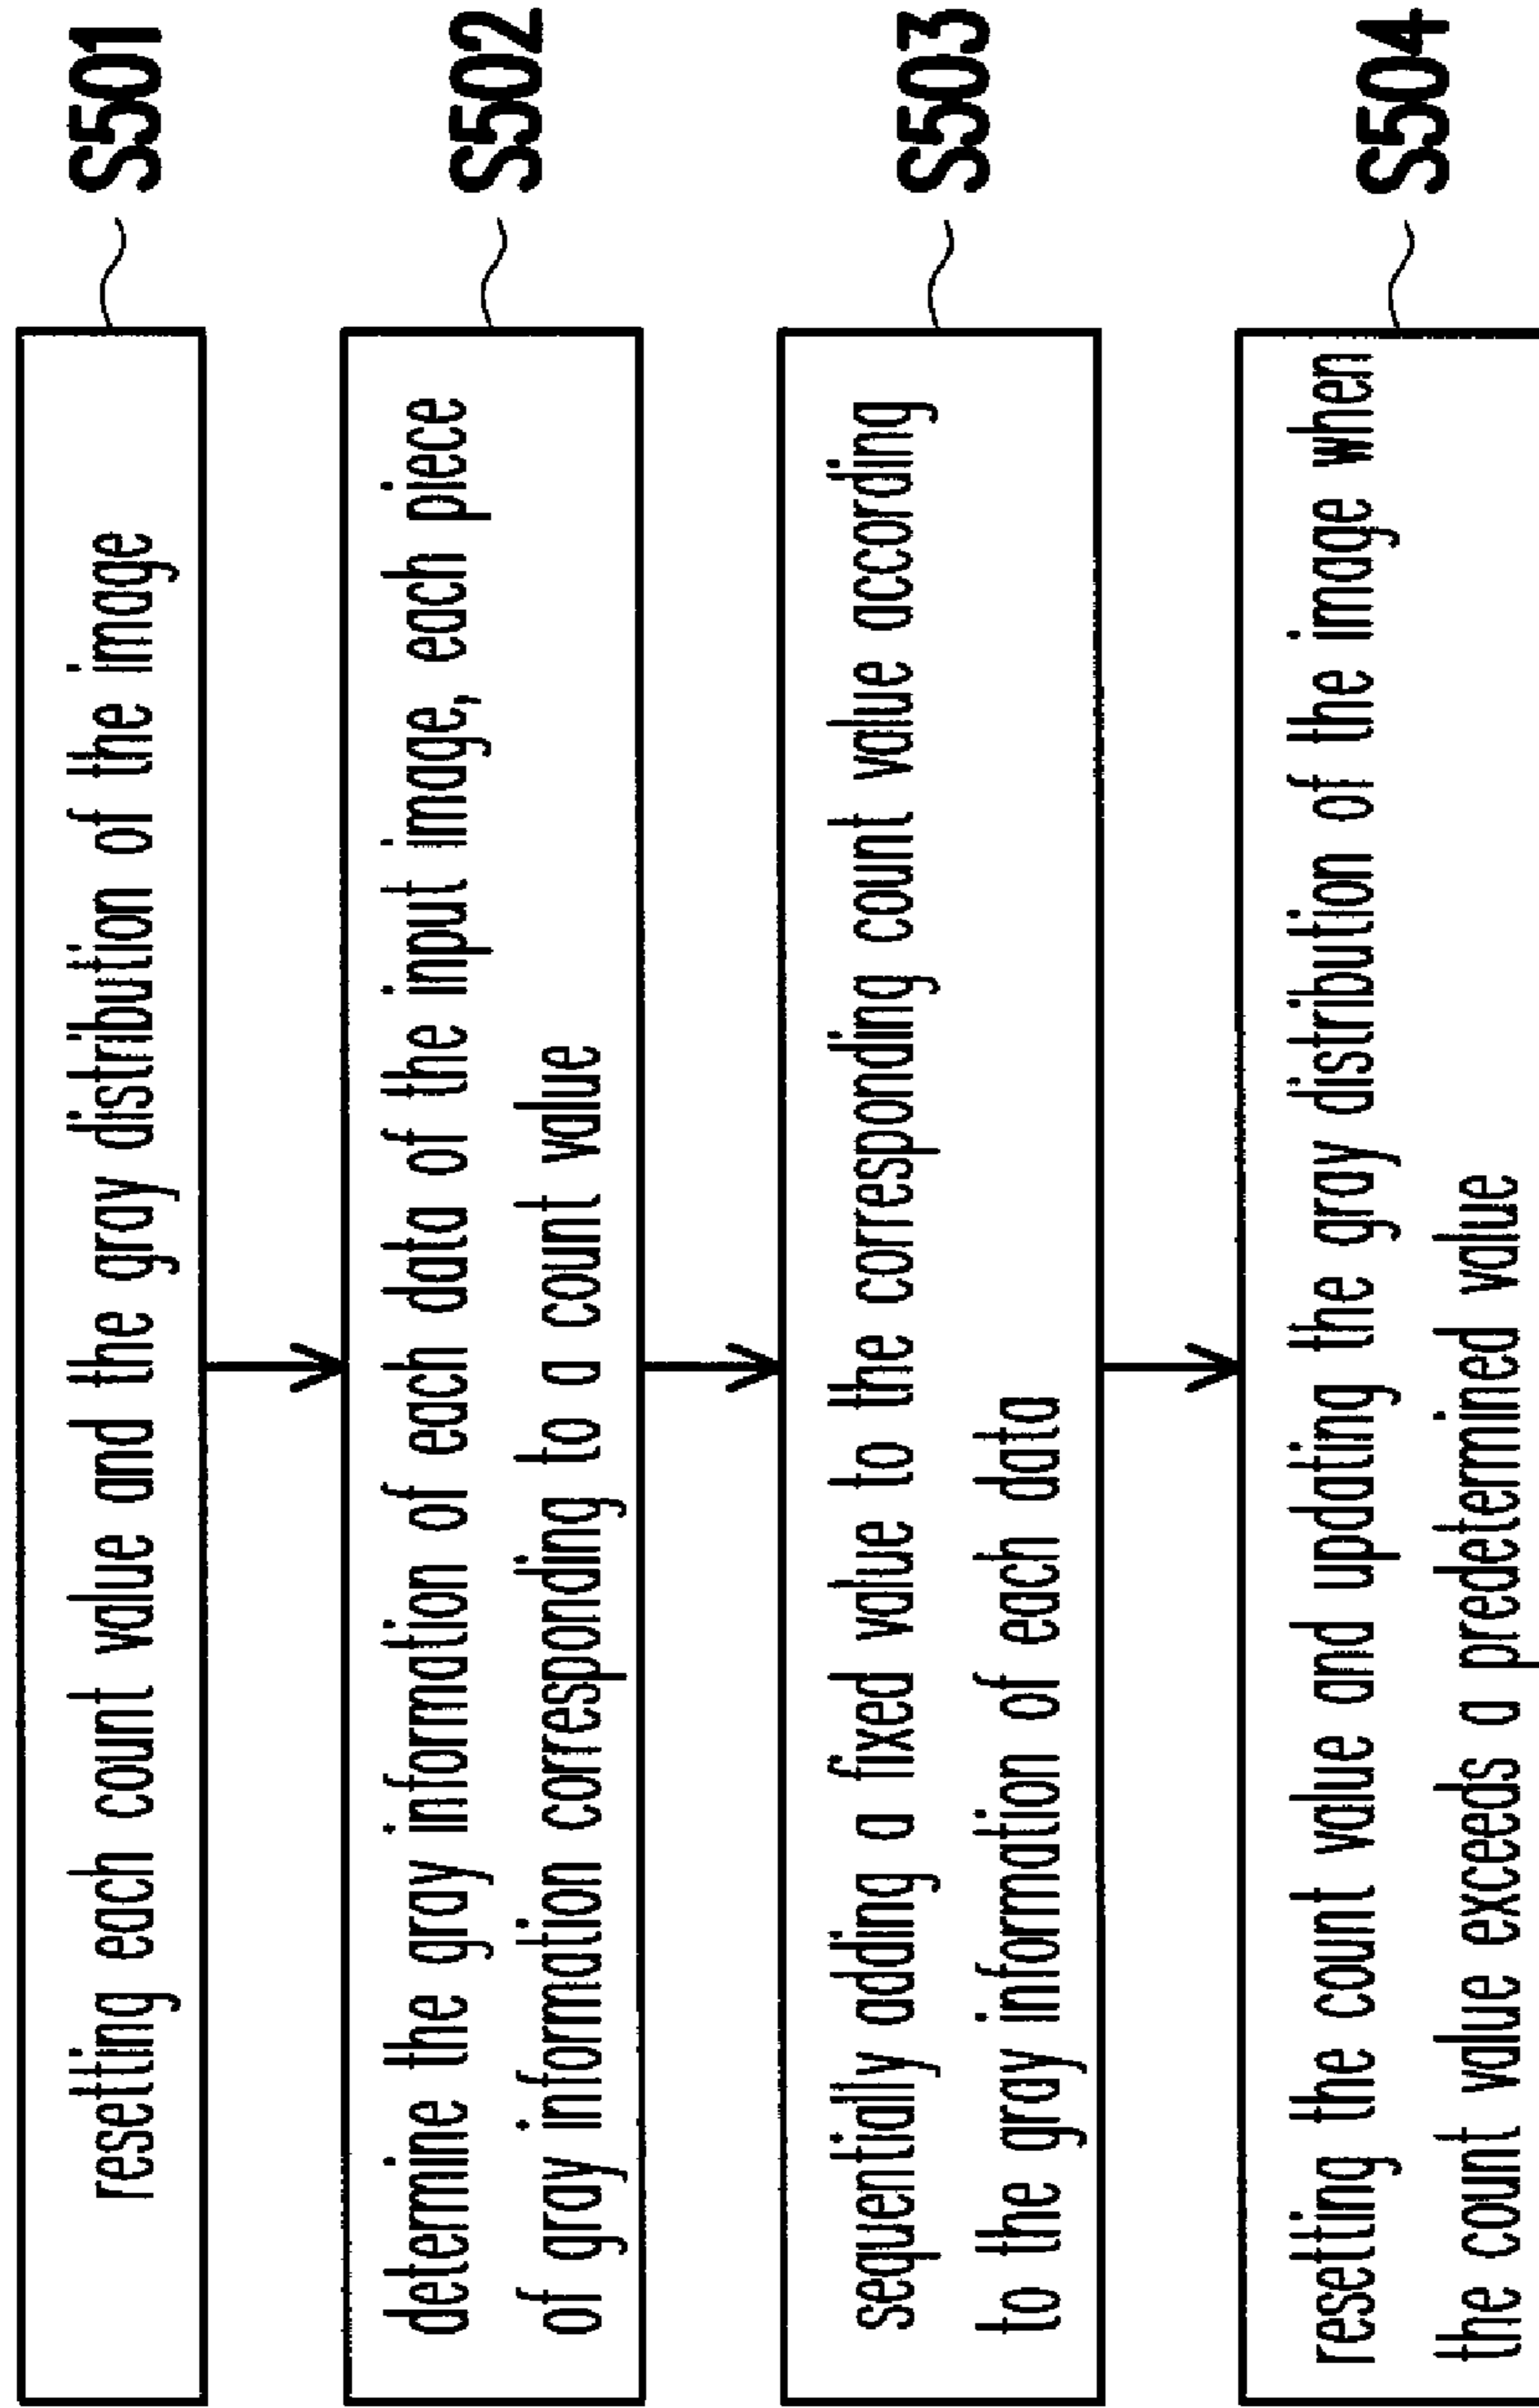 resetting each count value and the gray distribution of the image
S501
determine the gray information of each data of the input image, each piece
of gray information corresponding to a count value
S502
sequentially adding a fixed value to the corresponding count value according
to the gray information of each data
S503
resetting the count value and updating the gray distribution of the image when
the count value exceeds a predetermined value
S504